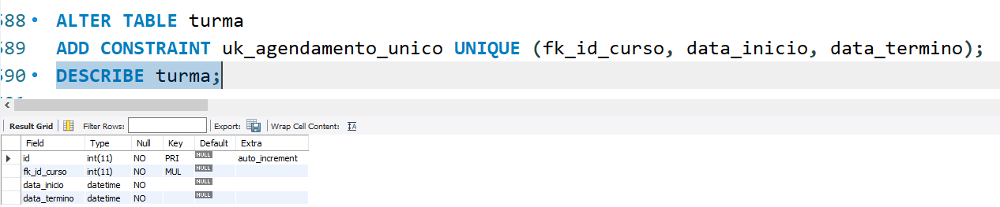 588 ALTER TABLE turma
589 ADD CONSTRAINT uk_agendamento_unico UNIQUE (fk_id_curso, data_inicio, data_termino);
590 DESCRIBE turma;
Result Grid Filter Rows: Export: Wrap Cell Content: IA
Field Type Null Key Default Extra
id int(11) NO PRI NULL auto_increment
fk_id_curso int(11) NO MUL NULL
data_inicio datetime NO NULL
data_termino datetime NO NULL